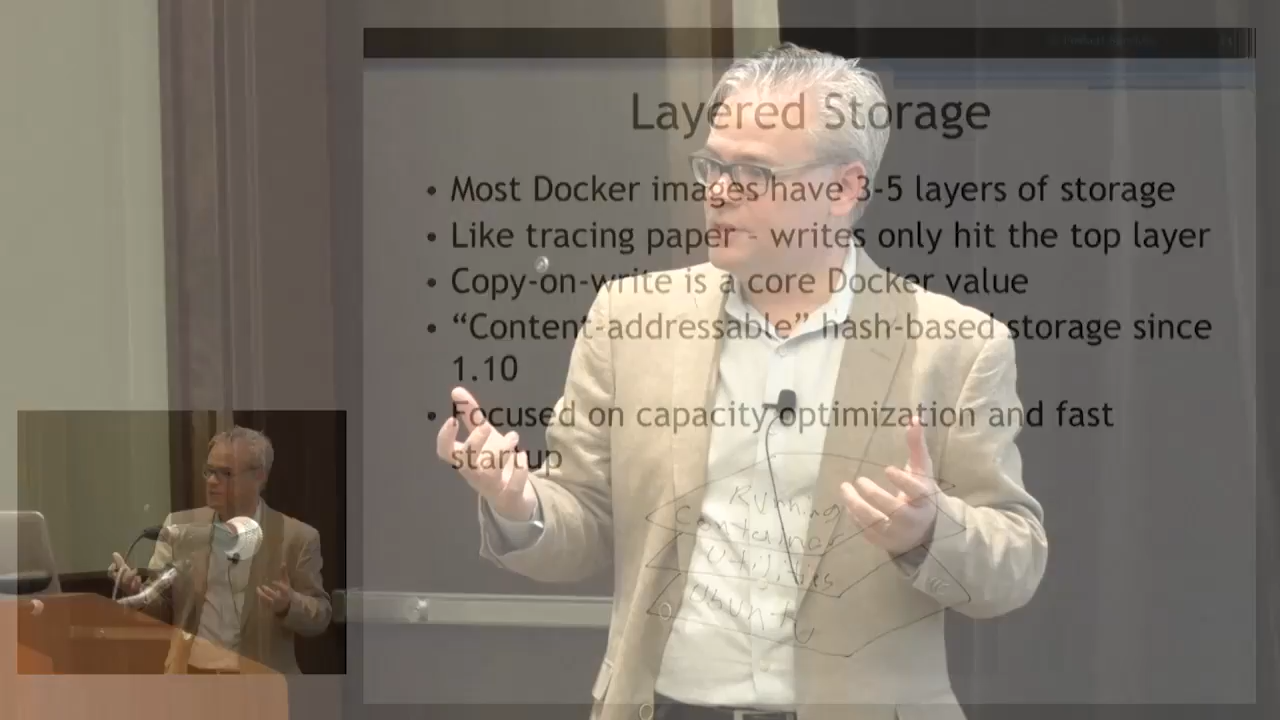 Layered Storage
• Most Docker images have 3-5 layers of storage
• Like tracing paper - writes only hit the top layer
• Copy-on-write is a core Docker value
• “Content-addressable” hash-based storage since
1.10
• Focused on capacity optimization and fast
startup
Running
container
utilities
Ubuntu